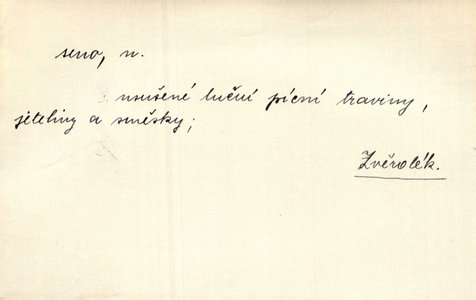 seno, n.
usušené luční pícní traviny,
jeteliny a směsky;
Zvěrolék.